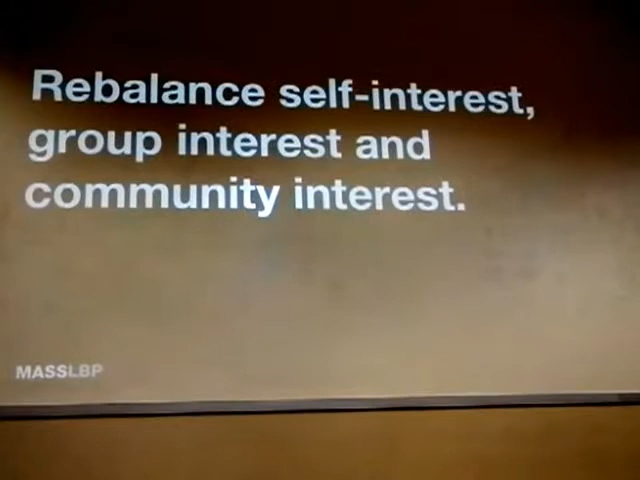 Rebalance self-interest,
group interest and
community interest.
MASSLBP